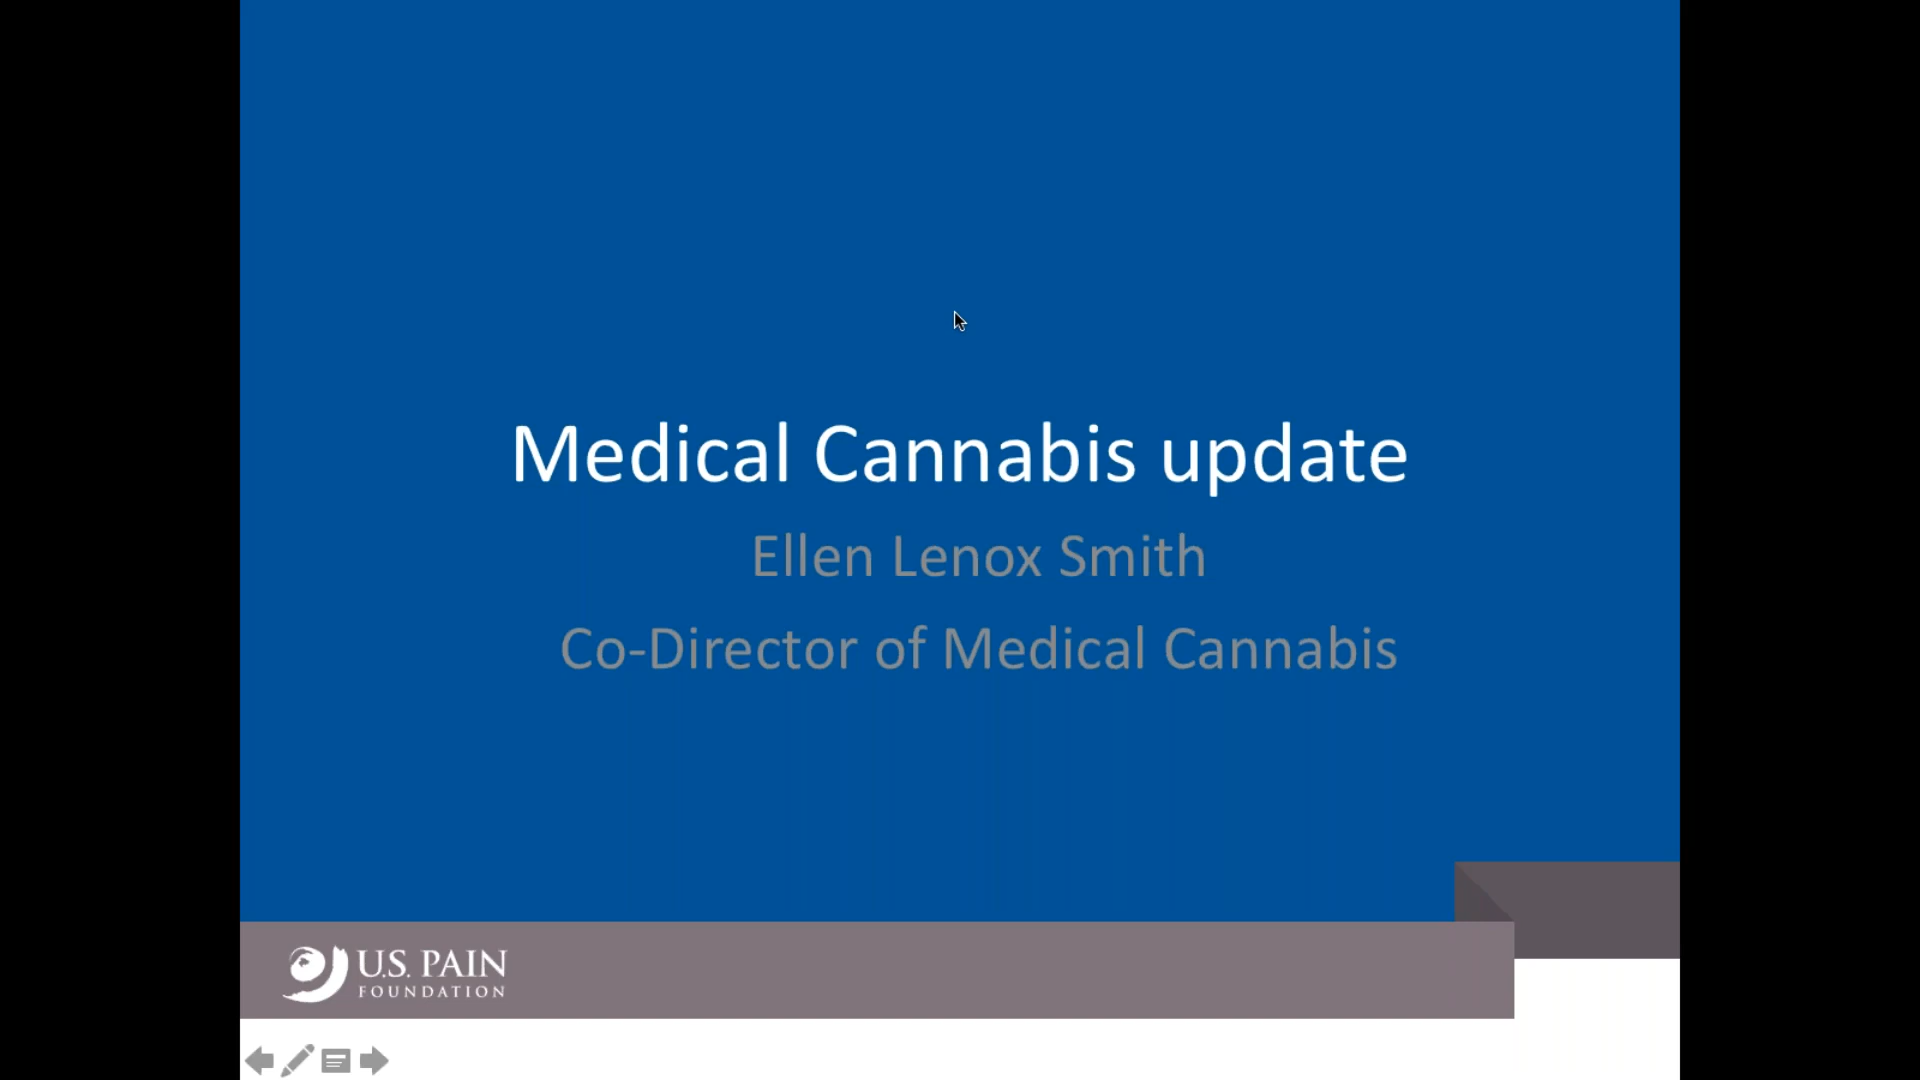 Medical Cannabis update
Ellen Lenox Smith
Co-Director of Medical Cannabis
U.S. PAIN
FOUNDATION